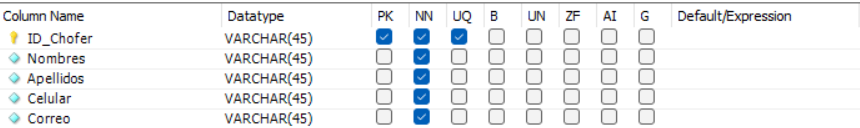 Column Name Datatype PK NN UQ B UN ZF AI G Default/Expression
ID_Chofer VARCHAR(45)
Nombres VARCHAR(45)
Apellidos VARCHAR(45)
Celular VARCHAR(45)
Correo VARCHAR(45)